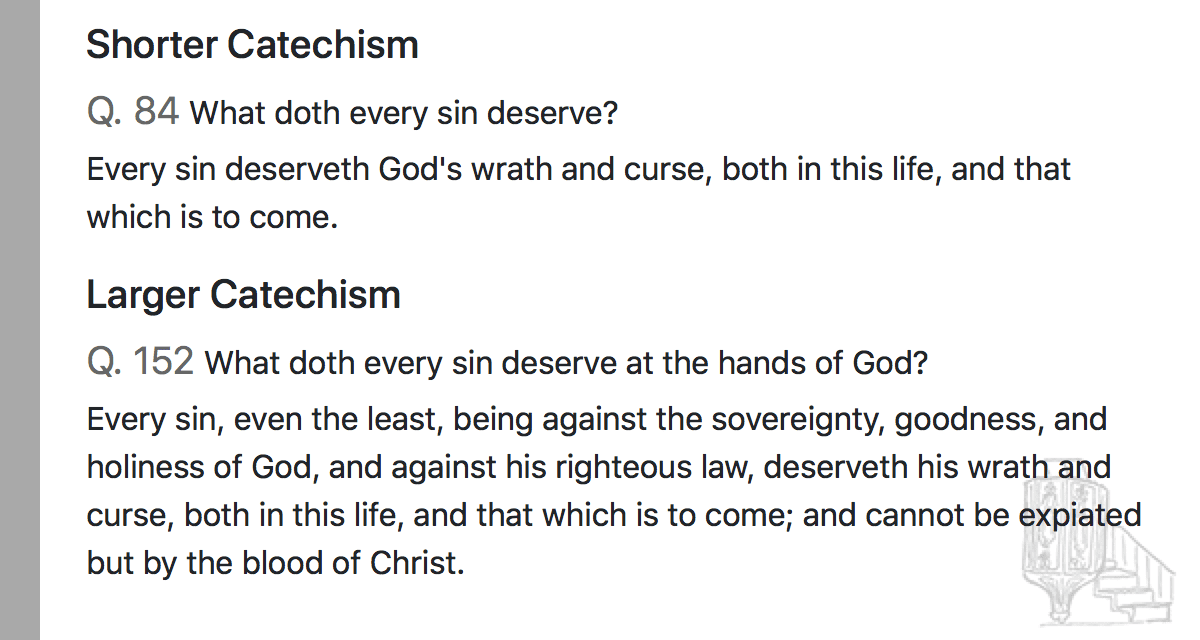 Shorter Catechism
Q. 84 What doth every sin deserve?
Every sin deserveth God's wrath and curse, both in this life, and that
which is to come.
Larger Catechism
Q. 152 What doth every sin deserve at the hands of God?
Every sin, even the least, being against the sovereignty, goodness, and
holiness of God, and against his righteous law, deserveth his wrath and
curse, both in this life, and that which is to come; and cannot be expiated
but by the blood of Christ.